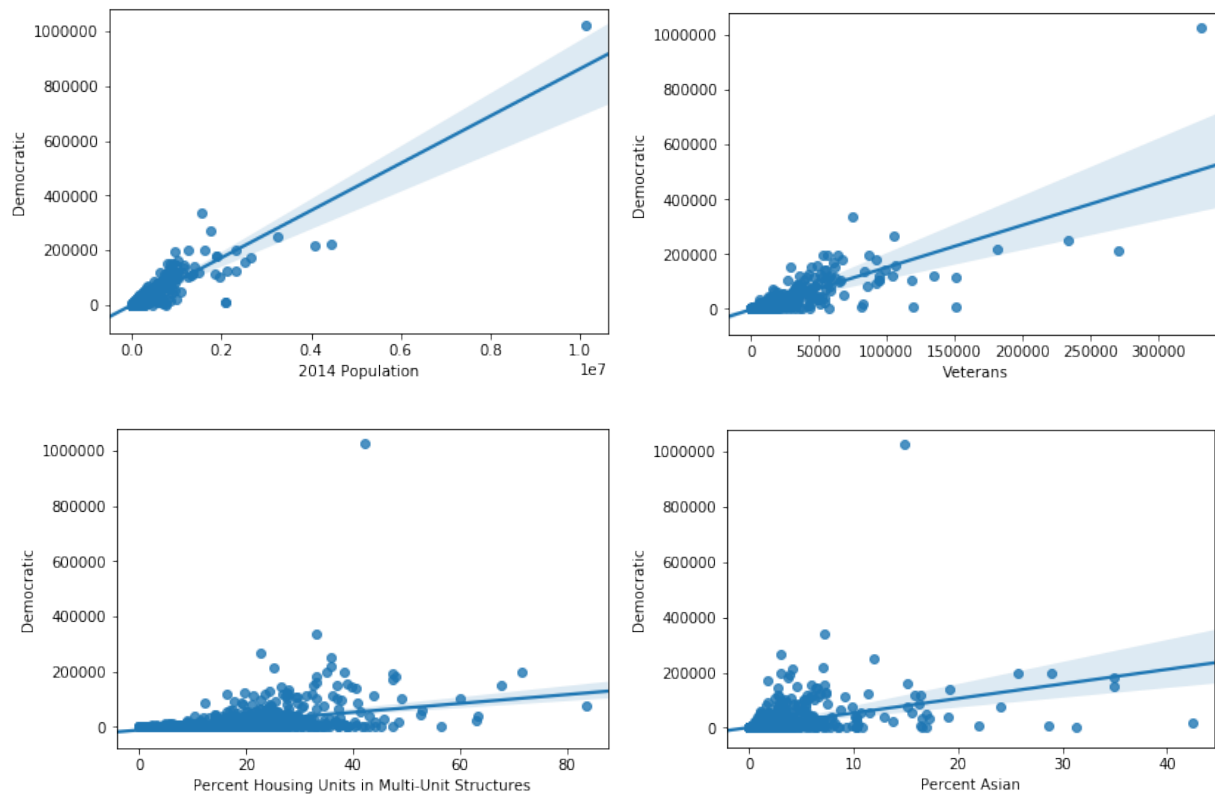 1000000
800000
600000
400000
200000
0
Democratic
0.0 0.2 0.4 0.6 0.8 1.0
1e7
2014 Population
1000000
800000
600000
400000
200000
0
Democratic
0 50000 100000 150000 200000 250000 300000
Veterans
1000000
800000
600000
400000
200000
0
Democratic
0 20 40 60 80
Percent Housing Units in Multi-Unit Structures
1000000
800000
600000
400000
200000
0
Democratic
0 10 20 30 40
Percent Asian